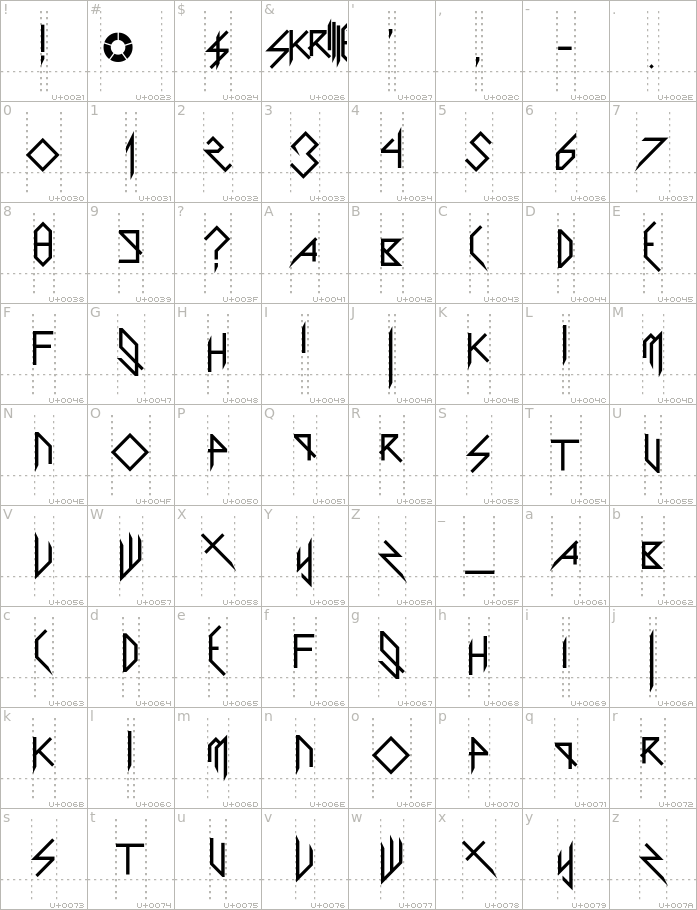 ! # $ & ' , - .
! $ SKRILLE ' , - .
U+0021 U+0023 U+0024 U+0026 U+0027 U+002C U+002D U+002E
0 1 2 3 4 5 6 7
0 1 2 3 4 5 6 7
U+0030 U+0031 U+0032 U+0033 U+0034 U+0035 U+0036 U+0037
8 9 ? A B C D E
8 9 ? A B C D E
U+0038 U+0039 U+003F U+0041 U+0042 U+0043 U+0044 U+0045
F G H I J K L M
F G H I J K L M
U+0046 U+0047 U+0048 U+0049 U+004A U+004B U+004C U+004D
N O P Q R S T U
N O P Q R S T U
U+004E U+004F U+0050 U+0051 U+0052 U+0053 U+0054 U+0055
V W X Y Z _ a b
V W X Y Z _ A B
U+0056 U+0057 U+0058 U+0059 U+005A U+005F U+0061 U+0062
c d e f g h i j
C D E F G H I J
U+0063 U+0064 U+0065 U+0066 U+0067 U+0068 U+0069 U+006A
k l m n o p q r
K L M N O P Q R
U+006B U+006C U+006D U+006E U+006F U+0070 U+0071 U+0072
s t u v w x y z
S T U V W X Y Z
U+0073 U+0074 U+0075 U+0076 U+0077 U+0078 U+0079 U+007A